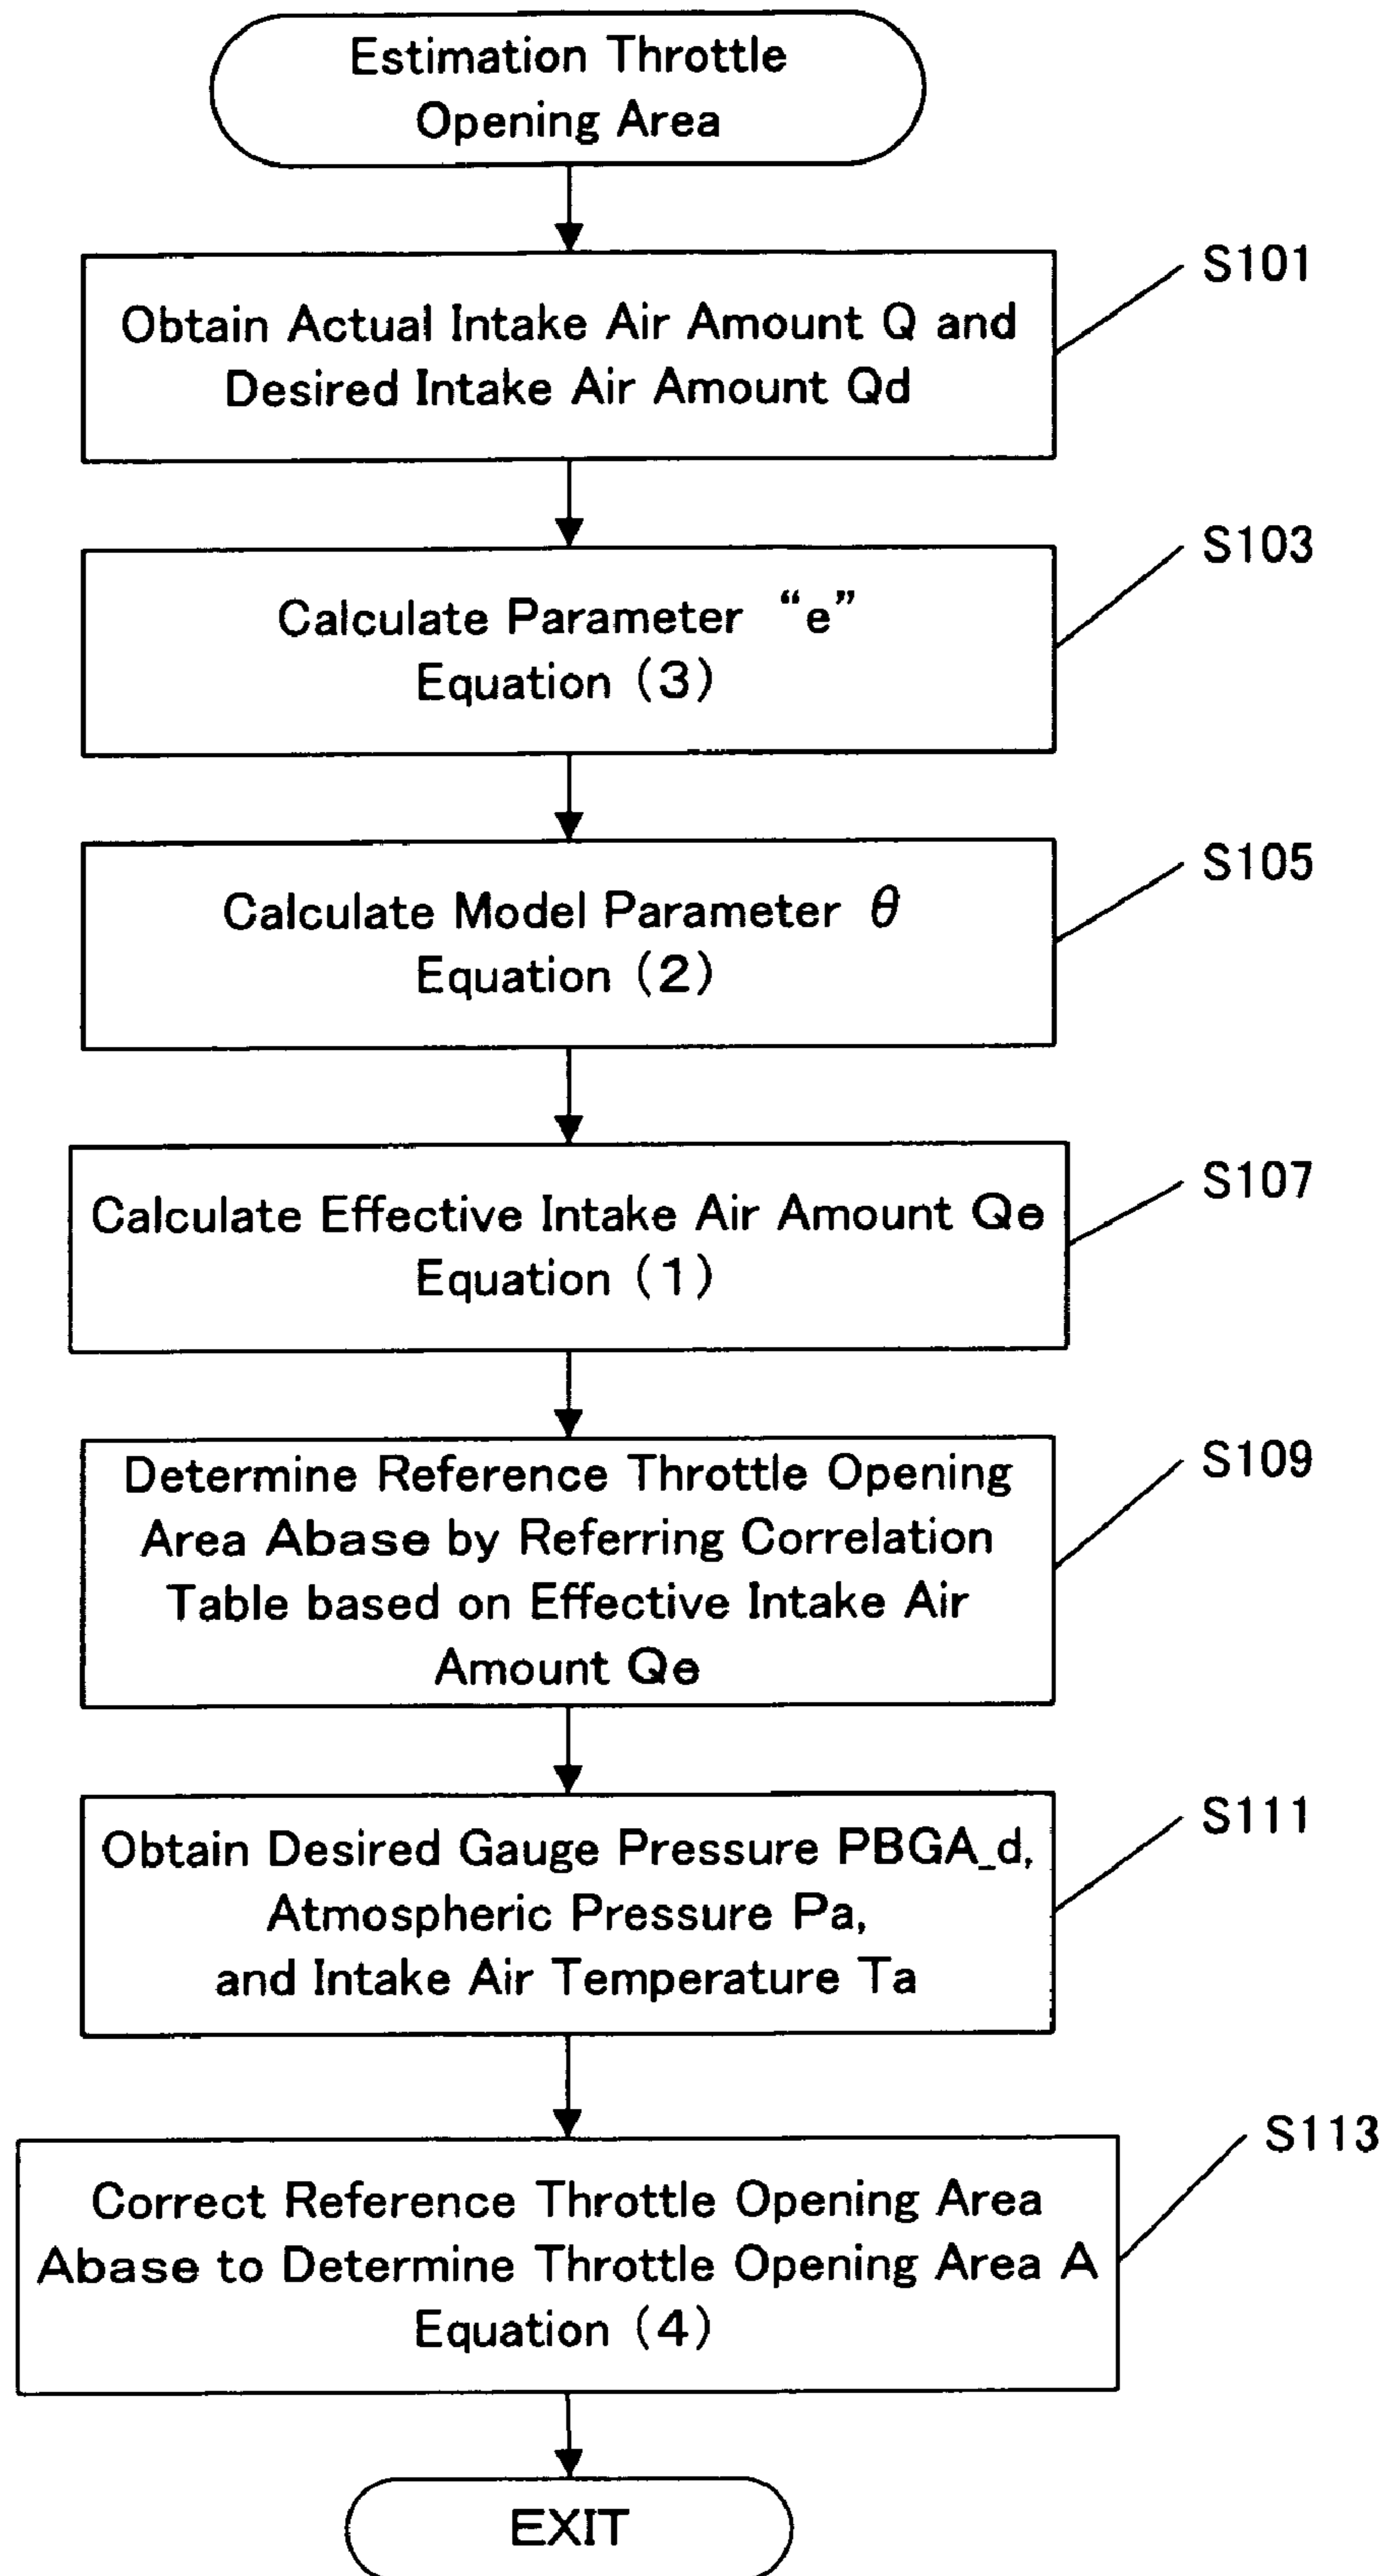 Estimation Throttle
Opening Area
S101
Obtain Actual Intake Air Amount Q and
Desired Intake Air Amount Qd
S103
Calculate Parameter “e”
Equation (3)
S105
Calculate Model Parameter θ
Equation (2)
S107
Calculate Effective Intake Air Amount Qe
Equation (1)
S109
Determine Reference Throttle Opening
Area Abase by Referring Correlation
Table based on Effective Intake Air
Amount Qe
S111
Obtain Desired Gauge Pressure PBGA_d,
Atmospheric Pressure Pa,
and Intake Air Temperature Ta
S113
Correct Reference Throttle Opening Area
Abase to Determine Throttle Opening Area A
Equation (4)
EXIT